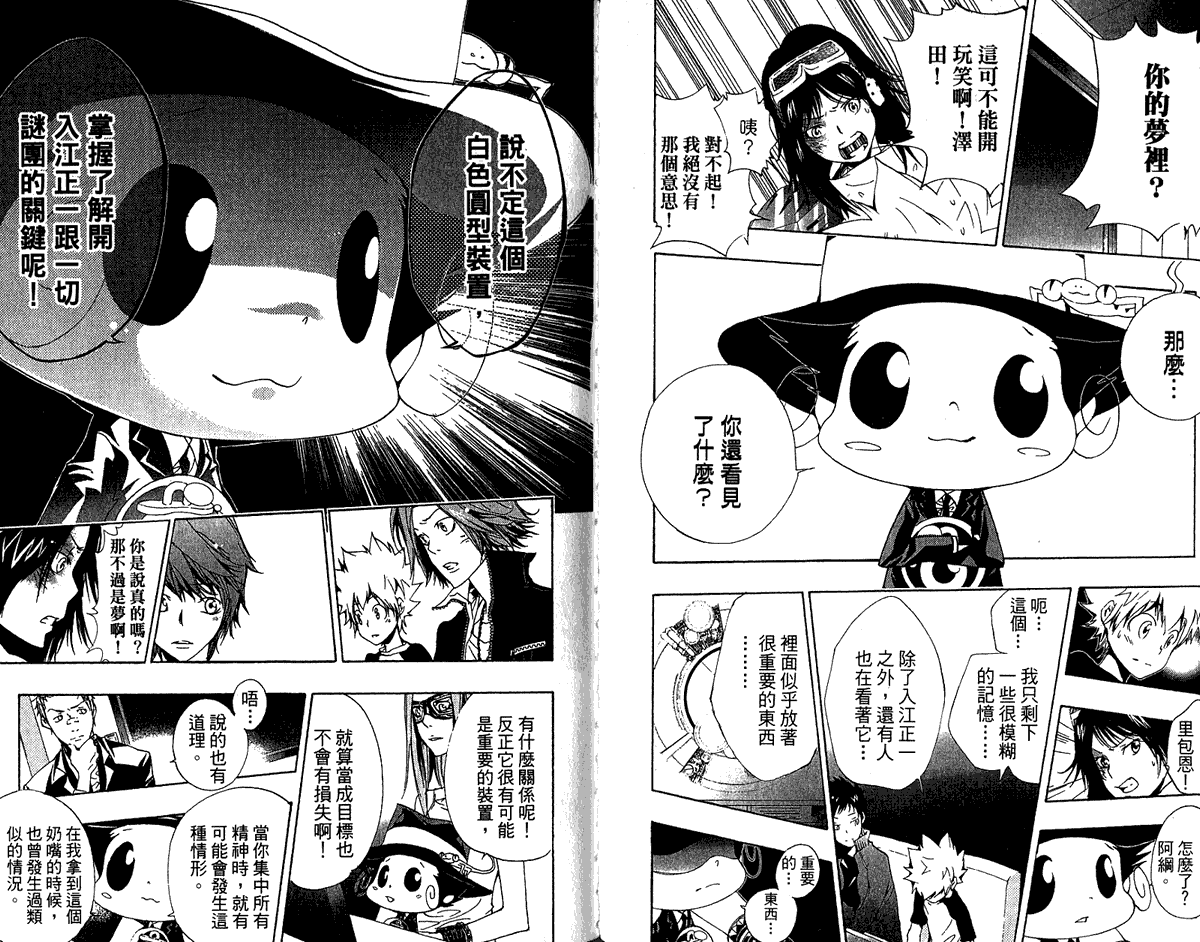 你的夢裡？
這可不能開
玩笑啊！澤
田！
咦？
對不起！
我絕沒有
那個意思！
那麼…
你還看見
了什麼？
里包恩！
怎麼了？
阿綱。
呃…
這個…
我只剩下
一些很模糊
的記憶……
除了入江正一
之外，還有人
也在看著它…
裡面似乎放著
很重要的東西
………
重要
的…
東西…
說不定這個
白色圓型裝置，
掌握了解開
入江正一跟一切
謎團的關鍵呢！
你是說真的嗎？
那不過是夢啊！
有什麼關係呢！
反正它很有可能
是重要的裝置，
就算當成目標也
不會有損失啊！
唔…
說的也有
道理。
當你集中所有
精神時，就有
可能會發生這
種情形。
在我拿到這個
奶嘴的時候，
也曾發生過類
似的情況。